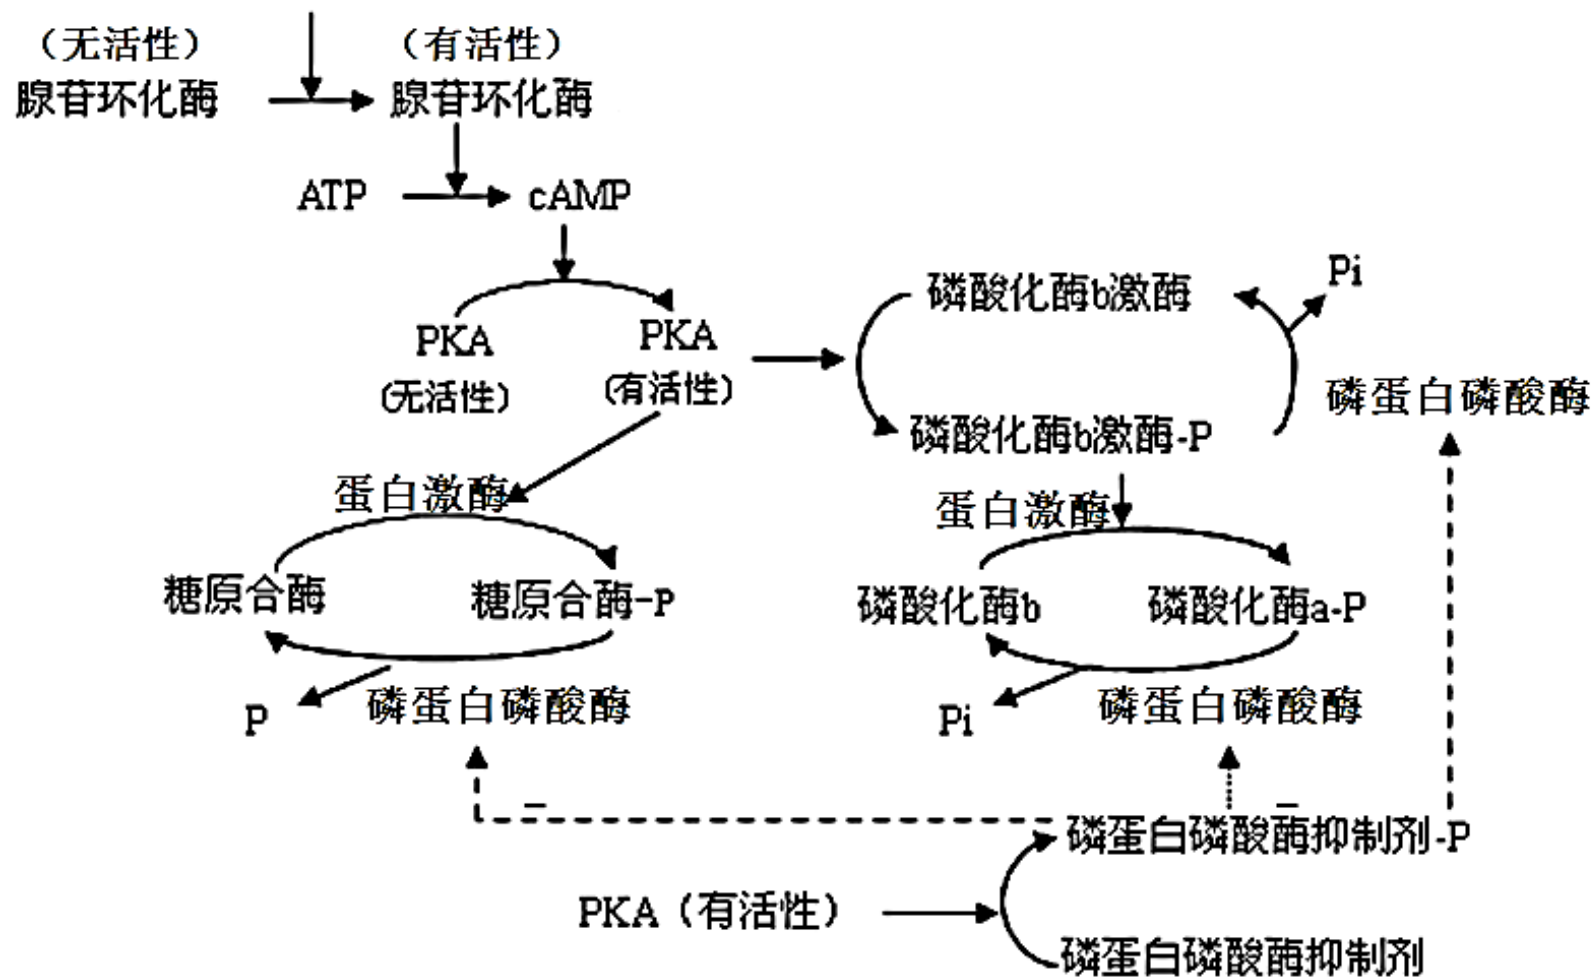 （无活性）
（有活性）
腺苷环化酶
腺苷环化酶
ATP
cAMP
PKA
(无活性)
PKA
(有活性)
磷酸化酶b激酶
Pi
磷蛋白磷酸酶
磷酸化酶b激酶-P
蛋白激酶
蛋白激酶
糖原合酶
糖原合酶-P
磷酸化酶b
磷酸化酶a-P
P
磷蛋白磷酸酶
Pi
磷蛋白磷酸酶
−
−
磷蛋白磷酸酶抑制剂-P
PKA（有活性）
磷蛋白磷酸酶抑制剂